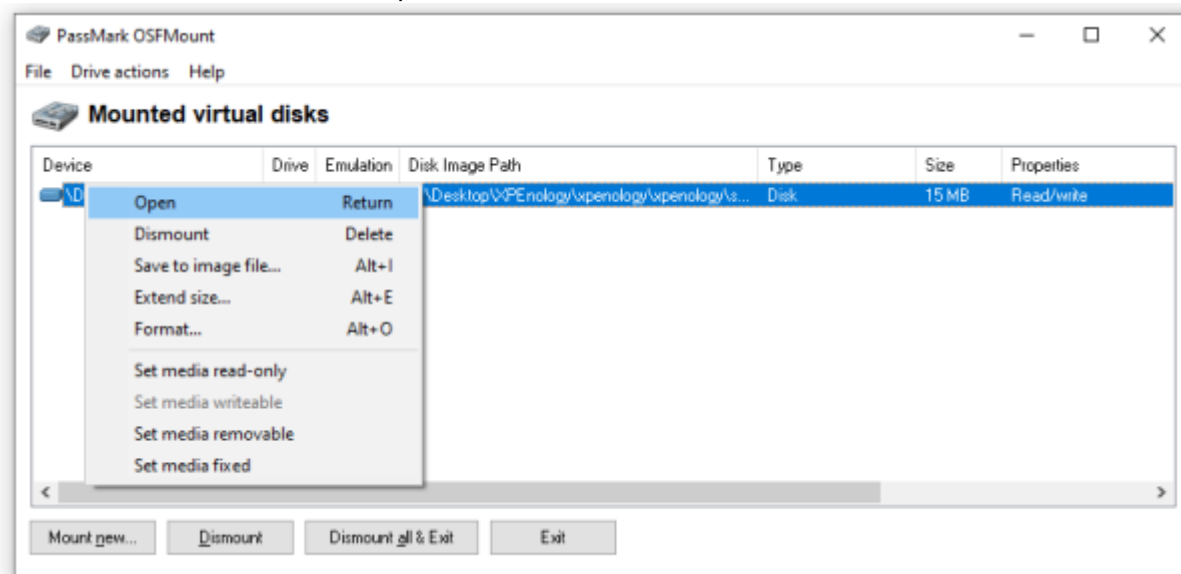 PassMark OSFMount
File Drive actions Help
Mounted virtual disks
Device Drive Emulation Disk Image Path Type Size Properties
\D \Desktop\XPEnology\xpenology\xpenology\s... Disk 15 MB Read/write
Open Return
Dismount Delete
Save to image file... Alt+I
Extend size... Alt+E
Format... Alt+O
Set media read-only
Set media writeable
Set media removable
Set media fixed
Mount new... Dismount Dismount all & Exit Exit